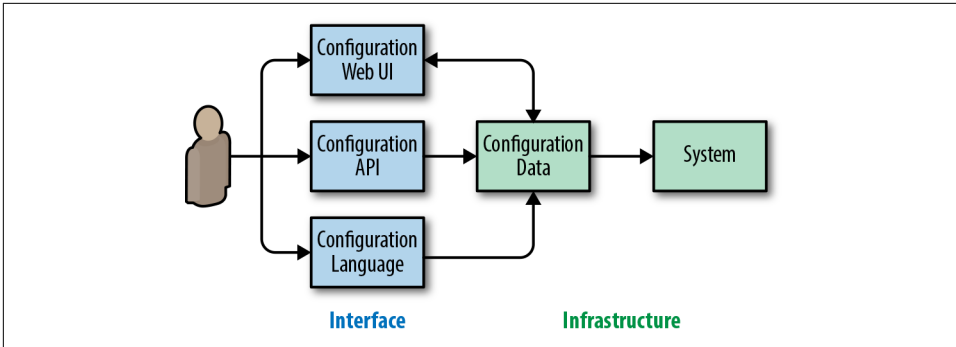 Configuration
Web UI
Configuration
API
Configuration
Data
System
Configuration
Language
Interface
Infrastructure